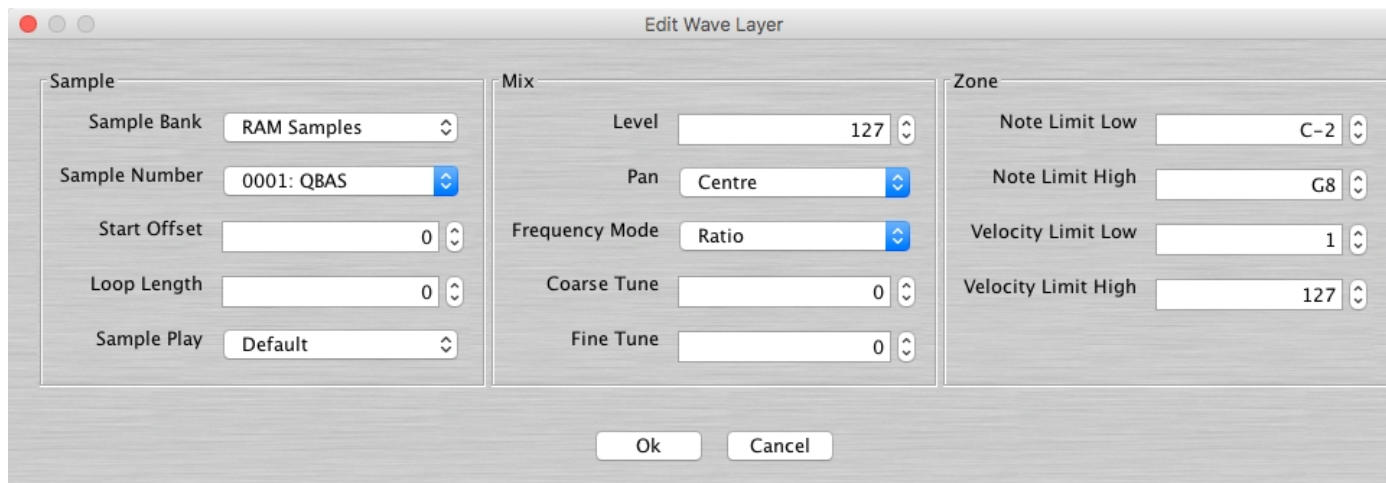 Edit Wave Layer
Sample
Sample Bank RAM Samples
Sample Number 0001: QBAS
Start Offset 0
Loop Length 0
Sample Play Default
Mix
Level 127
Pan Centre
Frequency Mode Ratio
Coarse Tune 0
Fine Tune 0
Zone
Note Limit Low C-2
Note Limit High G8
Velocity Limit Low 1
Velocity Limit High 127
Ok Cancel